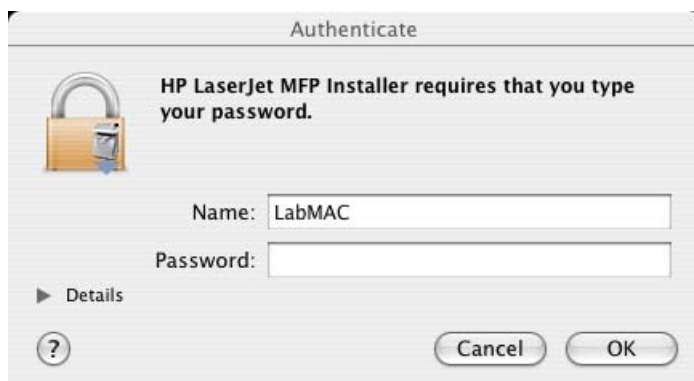 Authenticate
HP LaserJet MFP Installer requires that you type
your password.
Name: LabMAC
Password:
Details
?
Cancel OK